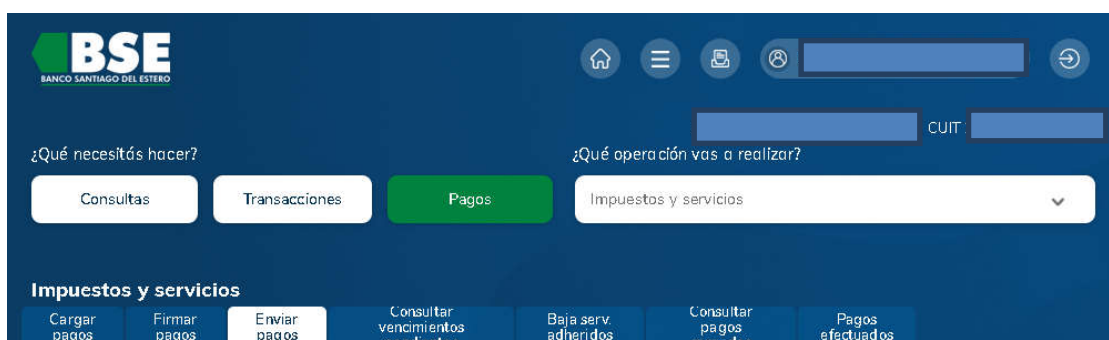 BSE
BANCO SANTIAGO DEL ESTERO
CUIT:
¿Qué necesitás hacer?
¿Qué operación vas a realizar?
Consultas
Transacciones
Pagos
Impuestos y servicios
Impuestos y servicios
Cargar
pagos
Firmar
pagos
Enviar
pagos
Consultar
vencimientos
Baja serv.
adheridos
Consultar
pagos
Pagos
efectuados